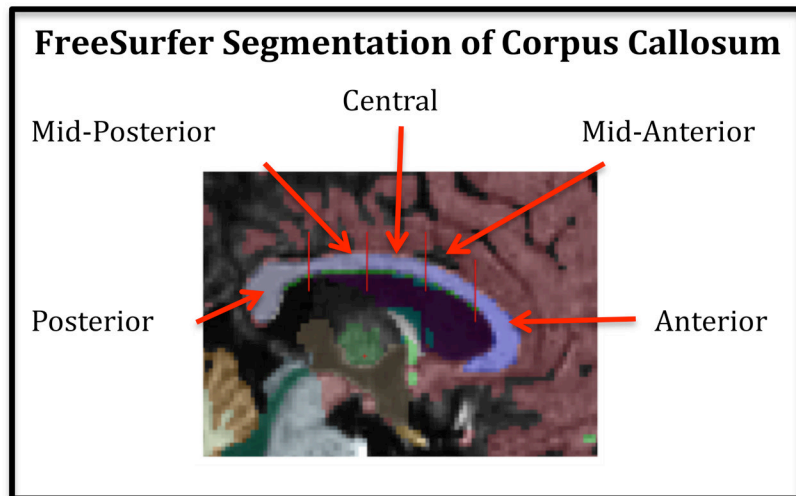 FreeSurfer Segmentation of Corpus Callosum
Central
Mid-Posterior
Mid-Anterior
Posterior
Anterior